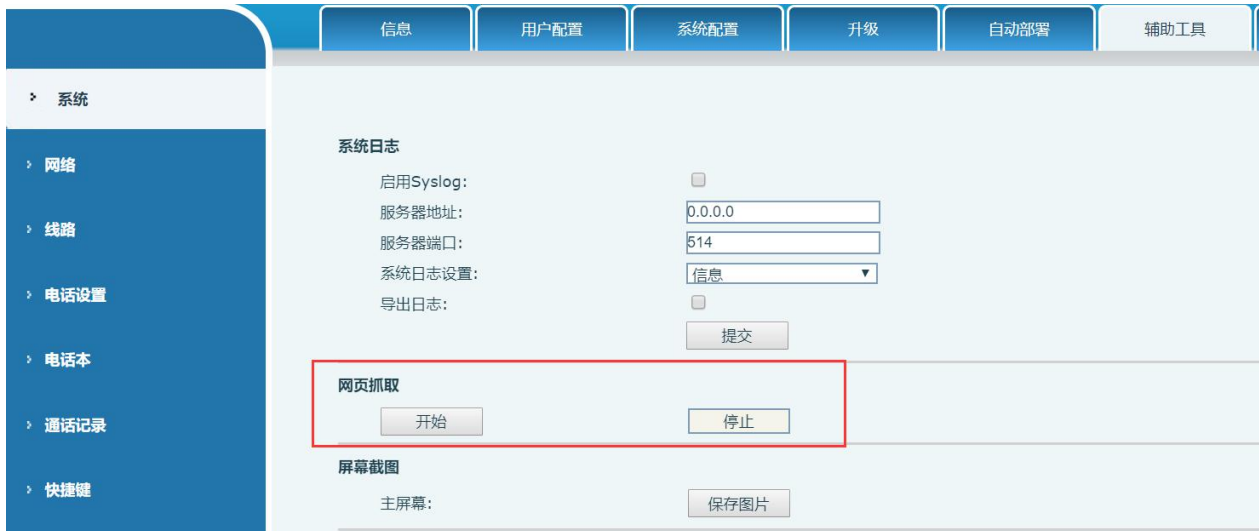 信息 用户配置 系统配置 升级 自动部署 辅助工具
系统
网络
线路
电话设置
电话本
通话记录
快捷键
系统日志
启用Syslog:
服务器地址: 0.0.0.0
服务器端口: 514
系统日志设置: 信息
导出日志:
提交
网页抓取
开始 停止
屏幕截图
主屏幕: 保存图片